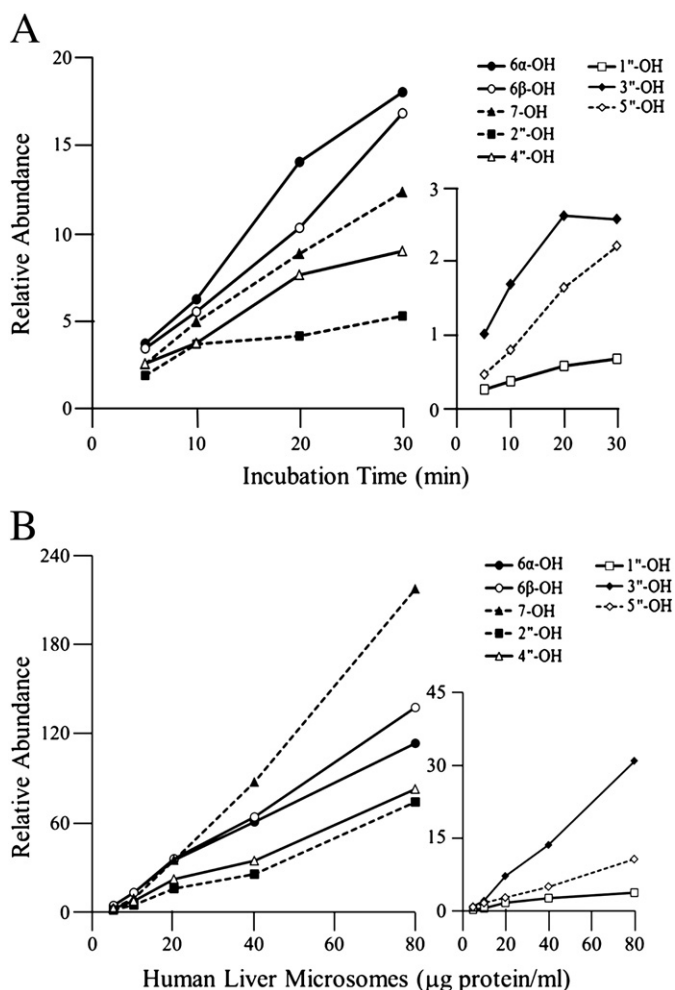 A
20
15
10
5
0
Relative Abundance
0 10 20 30
6α-OH
6β-OH
7-OH
2"-OH
4"-OH
1"-OH
3"-OH
5"-OH
3
2
1
0
0 10 20 30
Incubation Time (min)
B
240
180
120
60
0
Relative Abundance
0 20 40 60 80
6α-OH
6β-OH
7-OH
2"-OH
4"-OH
1"-OH
3"-OH
5"-OH
45
30
15
0
0 20 40 60 80
Human Liver Microsomes (μg protein/ml)